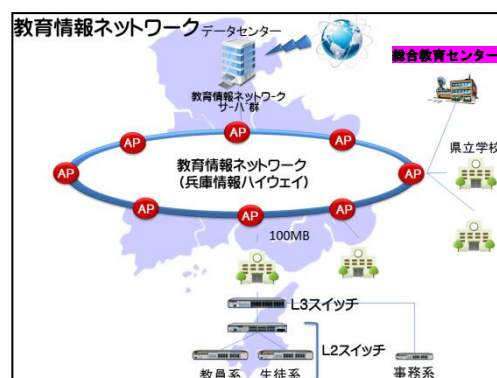 教育情報ネットワーク
データセンター
総合教育センター
教育情報ネットワーク
サーバ群
県立学校
AP
AP
AP
AP
AP
教育情報ネットワーク
(兵庫情報ハイウェイ)
AP
AP
AP
100MB
L3スイッチ
L2スイッチ
教員系
生徒系
事務系